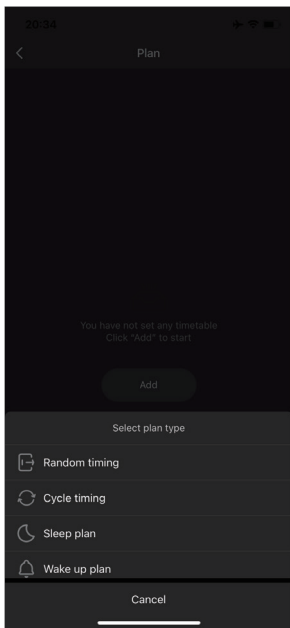 20:34
Plan
You have not set any timetable
Click "Add" to start
Add
Select plan type
Random timing
Cycle timing
Sleep plan
Wake up plan
Cancel